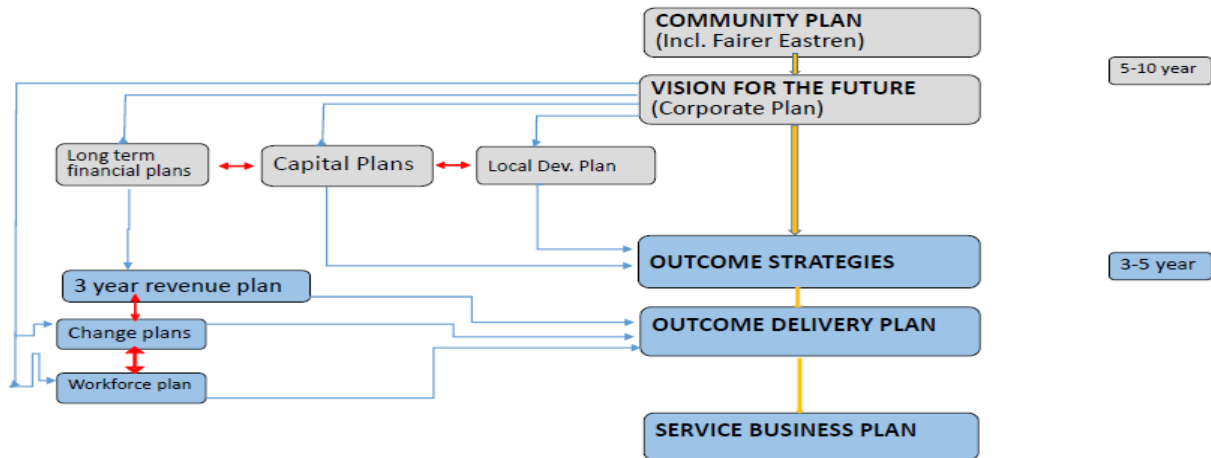 COMMUNITY PLAN
(Incl. Fairer Eastren)
5-10 year
VISION FOR THE FUTURE
(Corporate Plan)
Long term
financial plans
Capital Plans
Local Dev. Plan
OUTCOME STRATEGIES
3-5 year
3 year revenue plan
OUTCOME DELIVERY PLAN
Change plans
Workforce plan
SERVICE BUSINESS PLAN